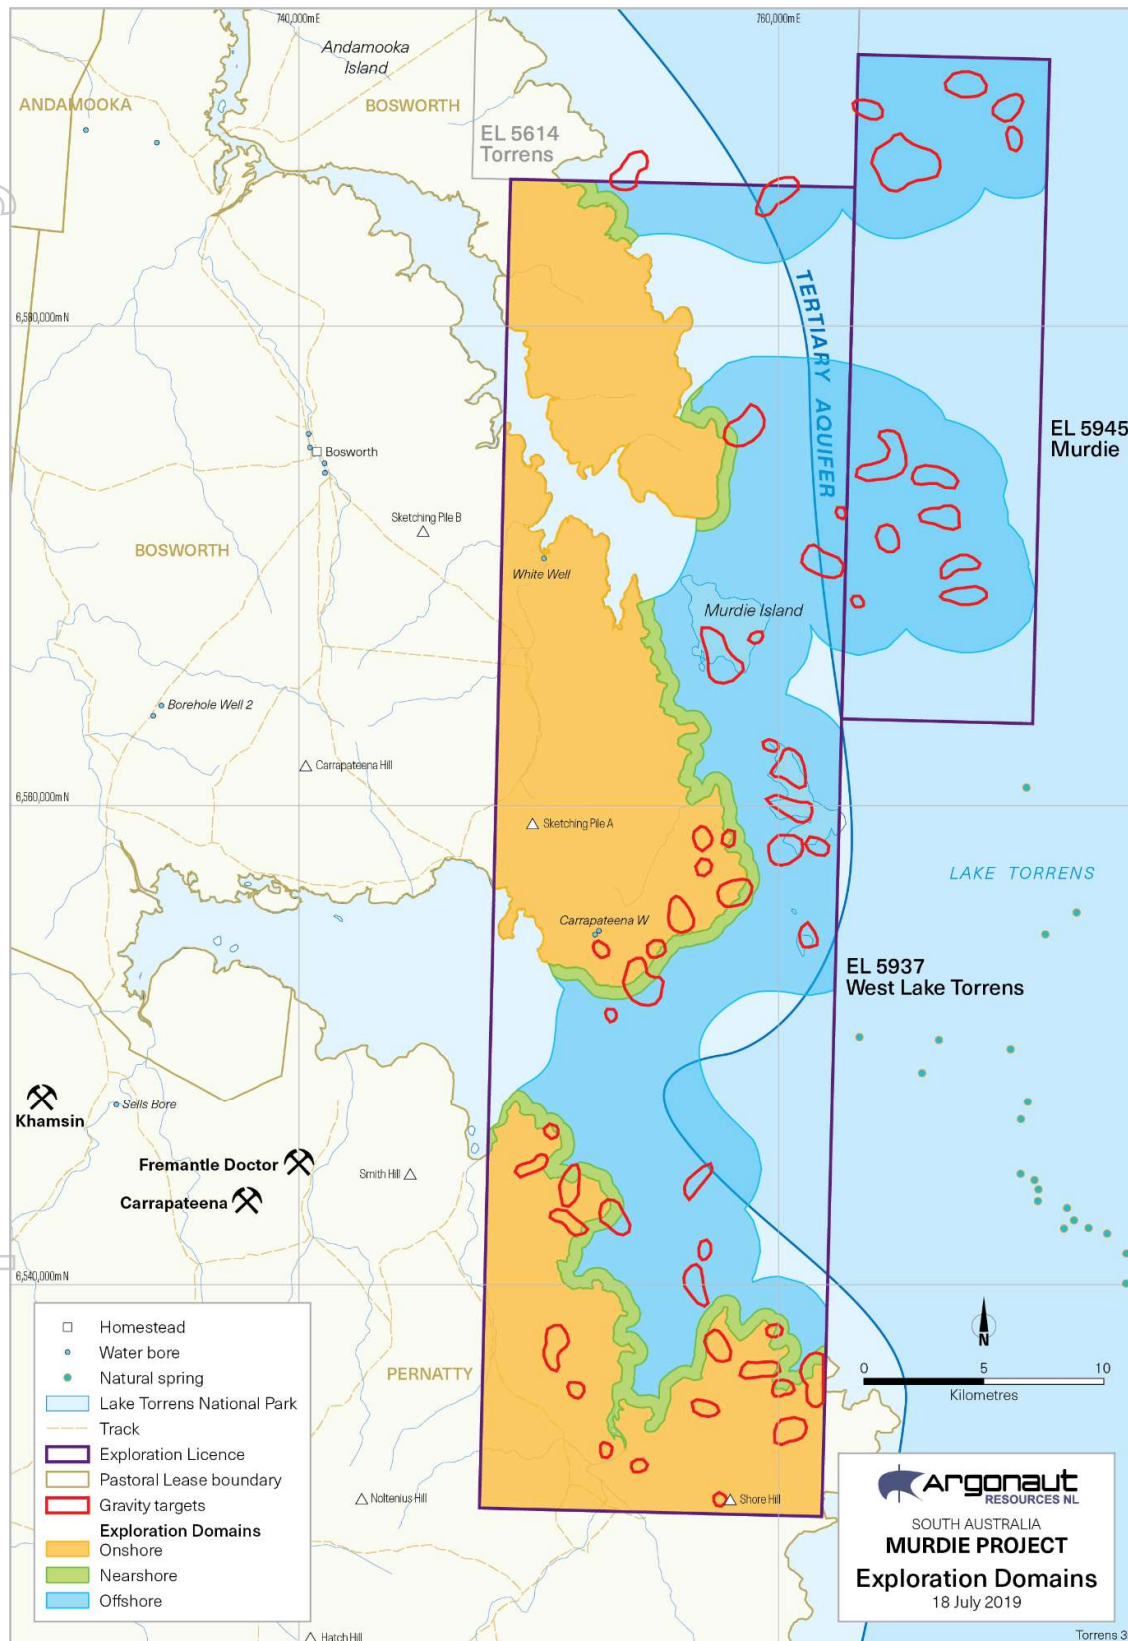 740,000m E
760,000m E
Andamooka
Island
ANDAMOOKA
BOSWORTH
EL 5614
Torrens
6,580,000m N
TERTIARY AQUIFER
EL 5945
Murdie
Bosworth
Sketching Pile B
BOSWORTH
White Well
Murdie Island
Borehole Well 2
Carrapateena Hill
6,560,000m N
Sketching Pile A
LAKE TORRENS
Carrapateena W
EL 5937
West Lake Torrens
Khamsin
Sells Bore
Fremantle Doctor
Smith Hill
Carrapateena
6,540,000m N
Homestead
Water bore
Natural spring
Lake Torrens National Park
Track
Exploration Licence
Pastoral Lease boundary
Gravity targets
Exploration Domains
Onshore
Nearshore
Offshore
PERNATTY
N
0 5 10
Kilometres
Noltenius Hill
Shore Hill
Argonaut
RESOURCES NL
SOUTH AUSTRALIA
MURDIE PROJECT
Exploration Domains
18 July 2019
Hatch Hill
Torrens 3